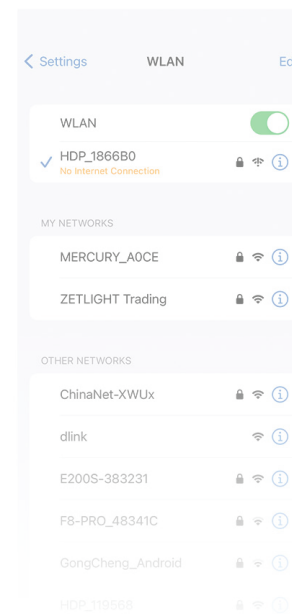 Settings WLAN Ed
WLAN
HDP_1866B0
No Internet Connection
MY NETWORKS
MERCURY_A0CE
ZETLIGHT Trading
OTHER NETWORKS
ChinaNet-XWUx
dlink
E200S-383231
F8-PRO_48341C
GongCheng_Android
HDP_119568